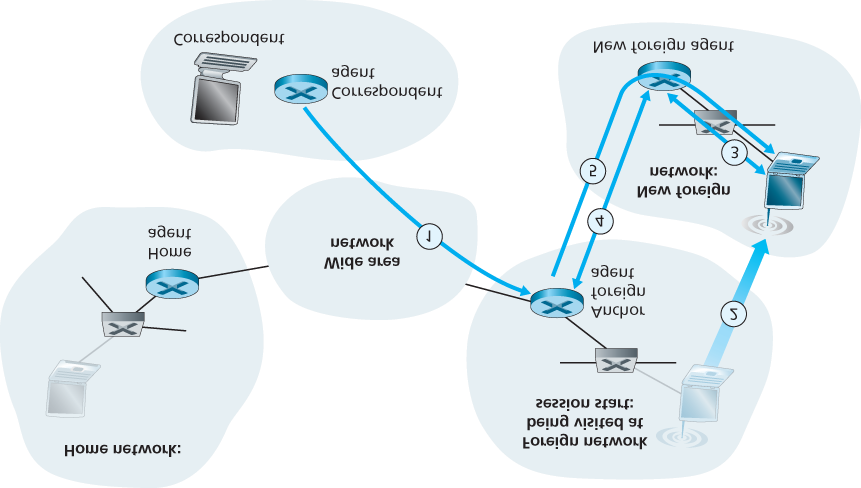 Home network:
Foreign network
being visited at
session start:
Anchor
foreign
agent
2
Home
agent
Wide area
network
1
4
5
New foreign
network:
3
Correspondent
agent
Correspondent
New foreign agent